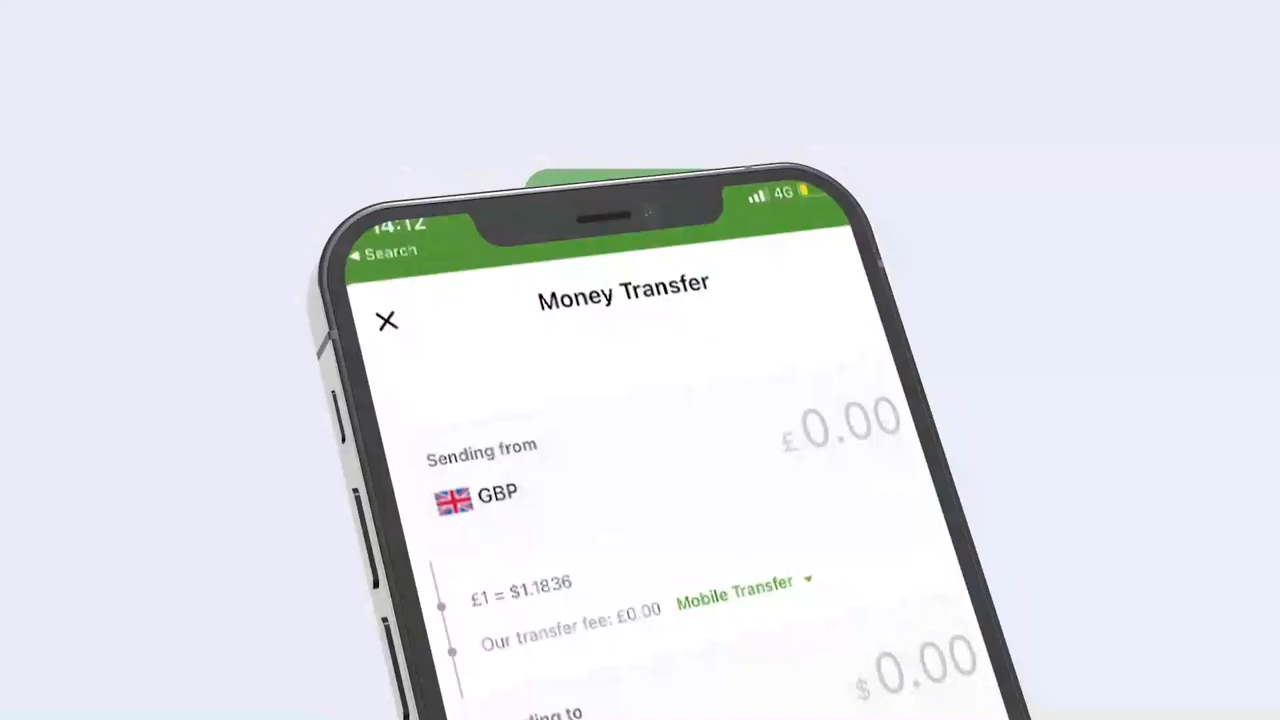 14:12
4G
◀ Search
Money Transfer
Sending from
£0.00
GBP
£1 = $1.1836
Our transfer fee: £0.00 Mobile Transfer
$0.00
to